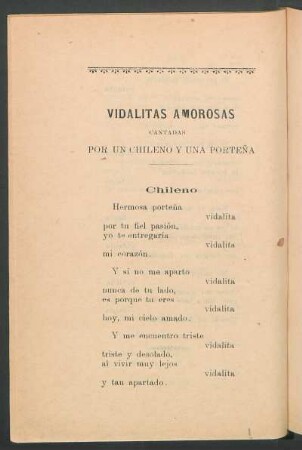 VIDALITAS AMOROSAS
CANTADAS
POR UN CHILENO Y UNA PORTEÑA
Chileno
Hermosa porteña
vidalita
por tu fiel pasión,
yo te entregaría
vidalita
mi corazón.
Y si no me aparto
vidalita
nunca de tu lado,
es porque tu eres
vidalita
hoy, mi cielo amado.
Y me encuentro triste
vidalita
triste y desolado,
al vivir muy lejos
vidalita
y tan apartado.